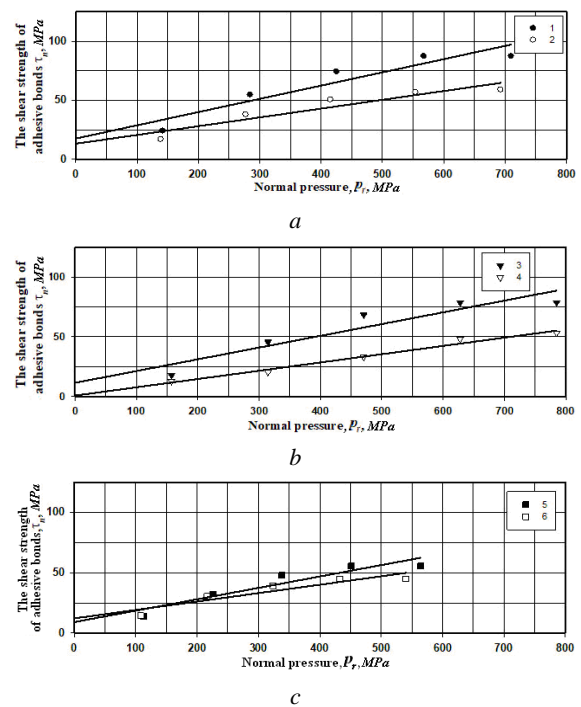 The shear strength of
adhesive bonds τn, MPa
100
50
0
1
2
0 100 200 300 400 500 600 700 800
Normal pressure, pr, MPa
a
The shear strength of
adhesive bonds τn, MPa
100
50
0
3
4
0 100 200 300 400 500 600 700 800
Normal pressure, pr, MPa
b
The shear strength
of adhesive bonds, τn, MPa
100
50
0
5
6
0 100 200 300 400 500 600 700 800
Normal pressure, pr, MPa
c